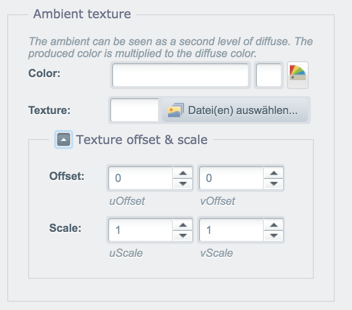 Ambient texture
The ambient can be seen as a second level of diffuse. The
produced color is multiplied to the diffuse color.
Color:
Texture: Datei(en) auswählen...
Texture offset & scale
Offset: 0 0
uOffset vOffset
Scale: 1 1
uScale vScale